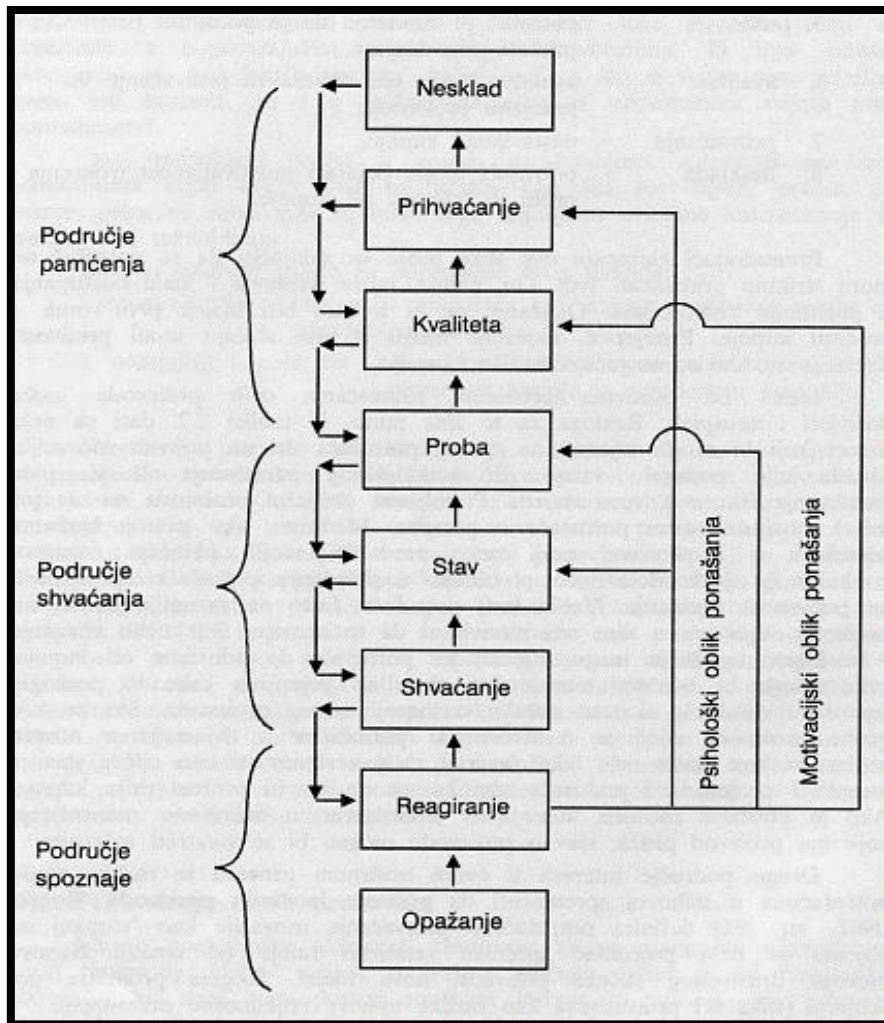 Nesklad
Prihvaćanje
Područje
pamćenja
Kvaliteta
Proba
Područje
shvaćanja
Stav
Shvaćanje
Psihološki oblik ponašanja
Motivacijski oblik ponašanja
Reagiranje
Područje
spoznaje
Opažanje